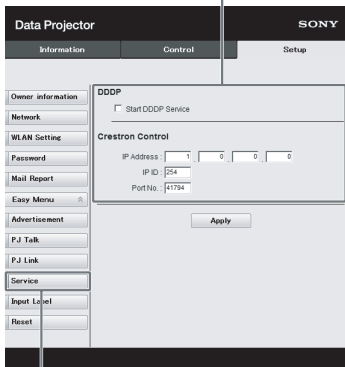 Data Projector SONY
Information Control Setup
Owner information
Network
WLAN Setting
Password
Mail Report
Easy Menu
Advertisement
PJ Talk
PJ Link
Service
Input Label
Reset
DDDP
Start DDDP Service
Crestron Control
IP Address : 1 . 0 . 0 . 0
IP ID : 254
Port No. : 41794
Apply